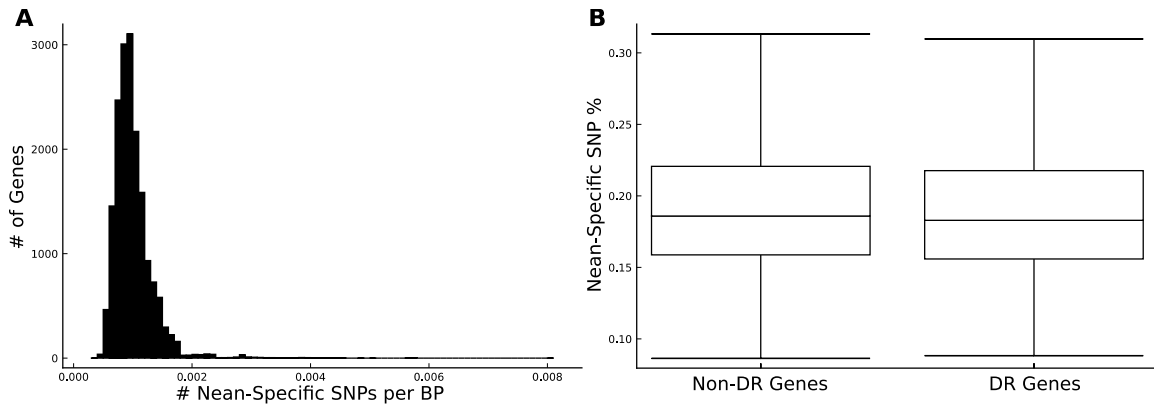 A
# of Genes
3000
2000
1000
0
0.000 0.002 0.004 0.006 0.008
# Nean-Specific SNPs per BP
B
Nean-Specific SNP %
0.30
0.25
0.20
0.15
0.10
Non-DR Genes DR Genes